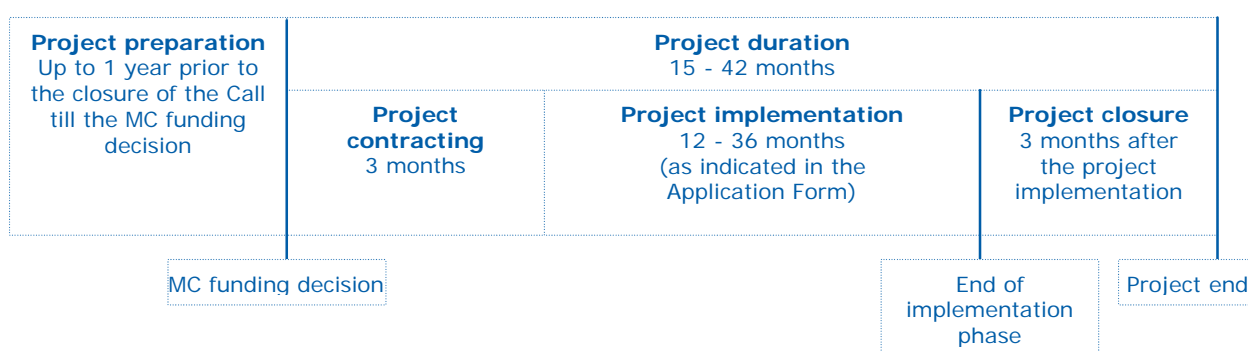 Project preparation
Up to 1 year prior to
the closure of the Call
till the MC funding
decision
Project duration
15 - 42 months
Project
contracting
3 months
Project implementation
12 - 36 months
(as indicated in the
Application Form)
Project closure
3 months after
the project
implementation
MC funding decision
End of
implementation
phase
Project end